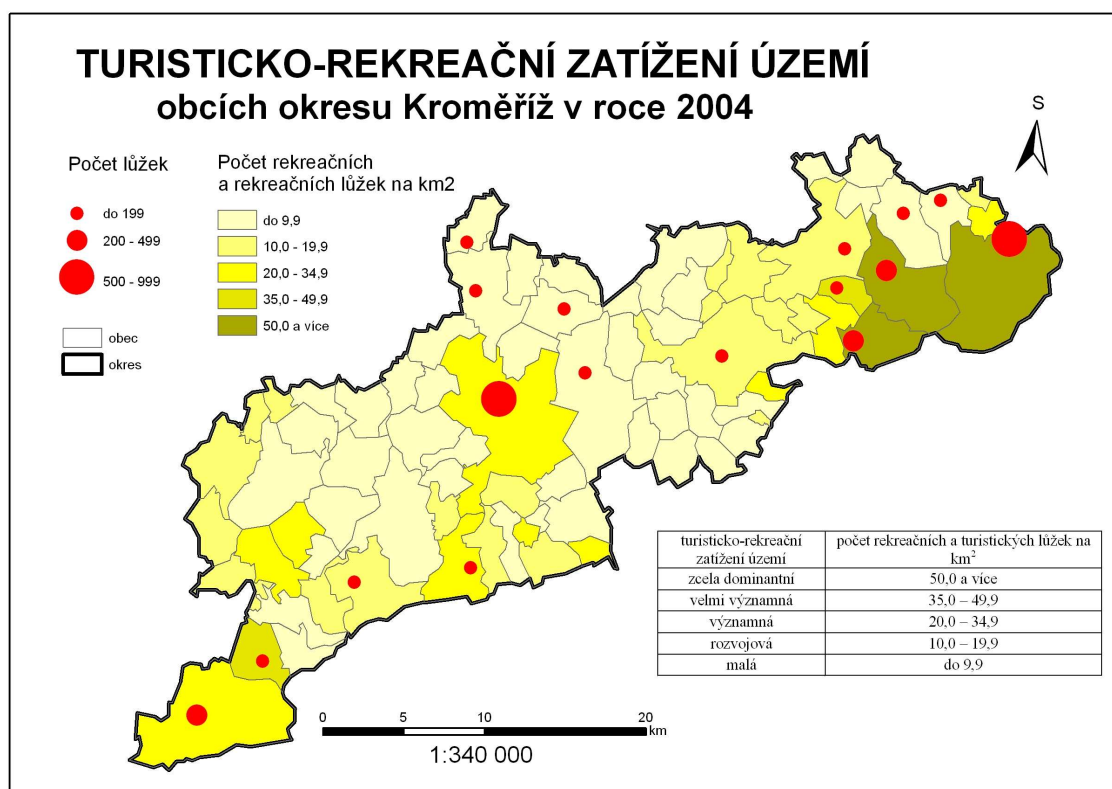 TURISTICKO-REKREAČNÍ ZATÍŽENÍ ÚZEMÍ
obcích okresu Kroměříž v roce 2004
S
Počet lůžek
do 199
200 - 499
500 - 999
obec
okres
Počet rekreačních
a rekreačních lůžek na km2
do 9,9
10,0 - 19,9
20,0 - 34,9
35,0 - 49,9
50,0 a více
turisticko-rekreační
zatížení území
počet rekreačních a turistických lůžek na
km²
zcela dominantní 50,0 a více
velmi významná 35,0 – 49,9
významná 20,0 – 34,9
rozvojová 10,0 – 19,9
malá do 9,9
0 5 10 20
km
1:340 000